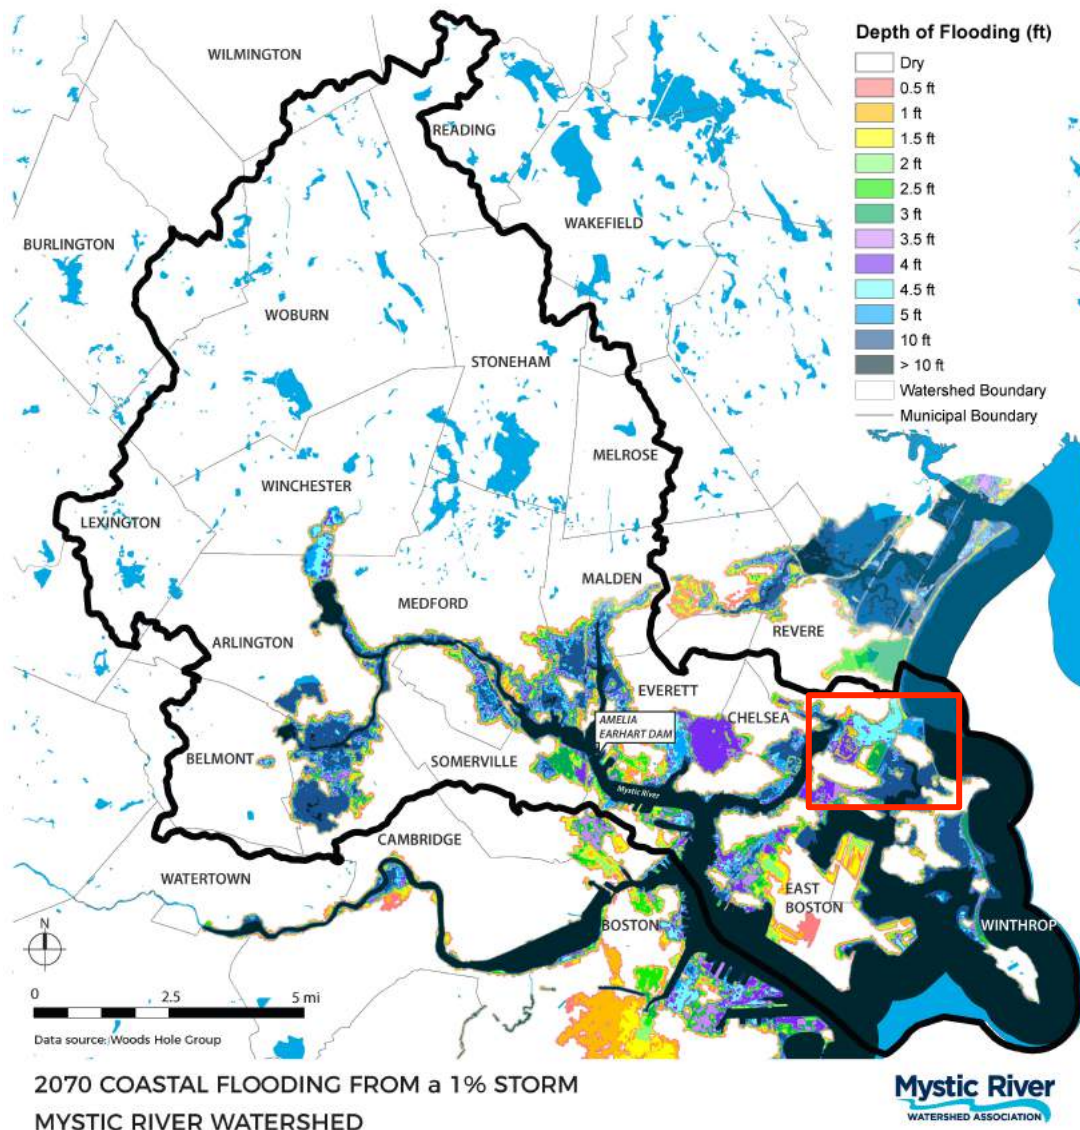 WILMINGTON
READING
WAKEFIELD
BURLINGTON
WOBURN
STONEHAM
MELROSE
WINCHESTER
LEXINGTON
MALDEN
MEDFORD
REVERE
ARLINGTON
EVERETT
CHELSEA
AMELIA
EARHART DAM
BELMONT
SOMERVILLE
Mystic River
CAMBRIDGE
WATERTOWN
EAST
BOSTON
BOSTON
WINTHROP
Depth of Flooding (ft)
Dry
0.5 ft
1 ft
1.5 ft
2 ft
2.5 ft
3 ft
3.5 ft
4 ft
4.5 ft
5 ft
10 ft
> 10 ft
Watershed Boundary
Municipal Boundary
N
0 2.5 5 mi
Data source: Woods Hole Group
2070 COASTAL FLOODING FROM a 1% STORM
MYSTIC RIVER WATERSHED
Mystic River
WATERSHED ASSOCIATION